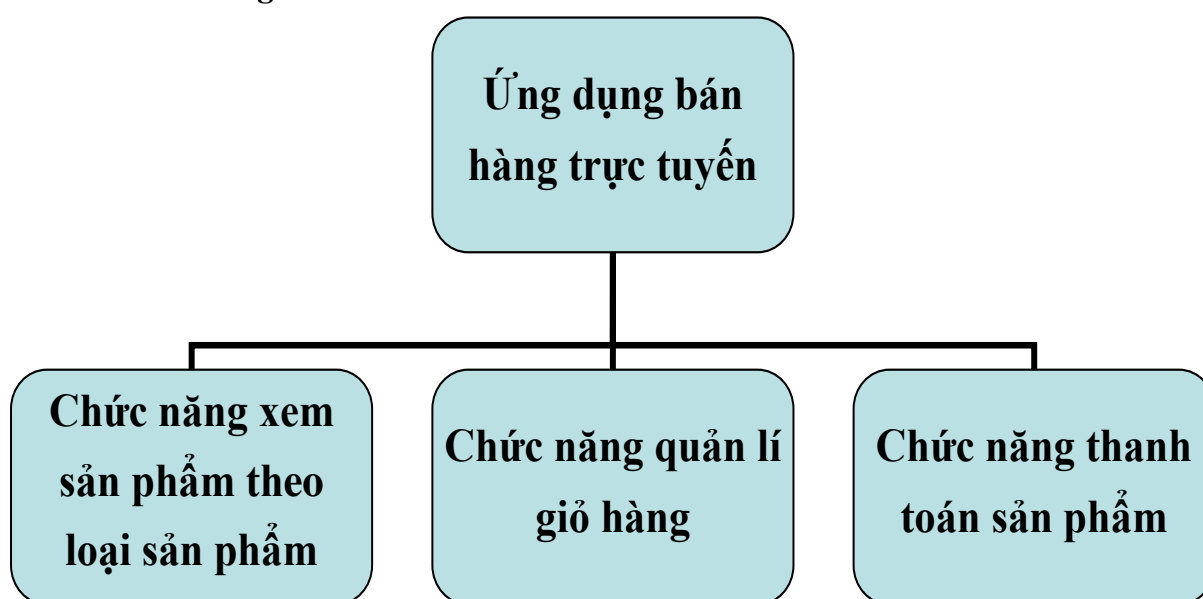 Ứng dụng bán
hàng trực tuyến
Chức năng xem
sản phẩm theo
loại sản phẩm
Chức năng quản lí
giỏ hàng
Chức năng thanh
toán sản phẩm